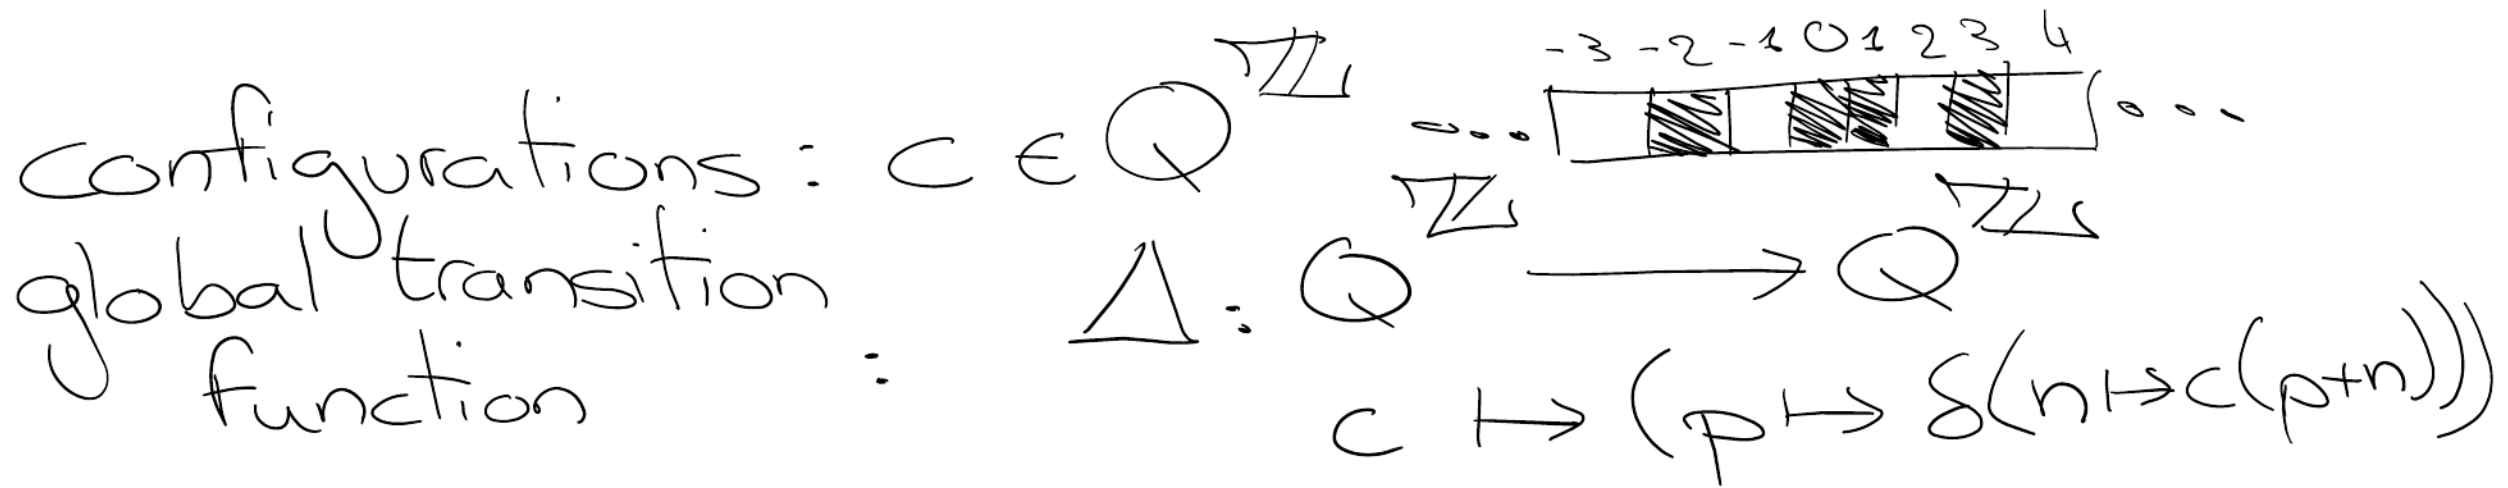 -3 -2 -1 0 1 2 3 4
configurations : c ∈ Q^ℤ ... ...
global transition function : Δ : Q^ℤ ⟶ Q^ℤ
c ↦ (p ↦ δ(n ↦ c(p+n)))